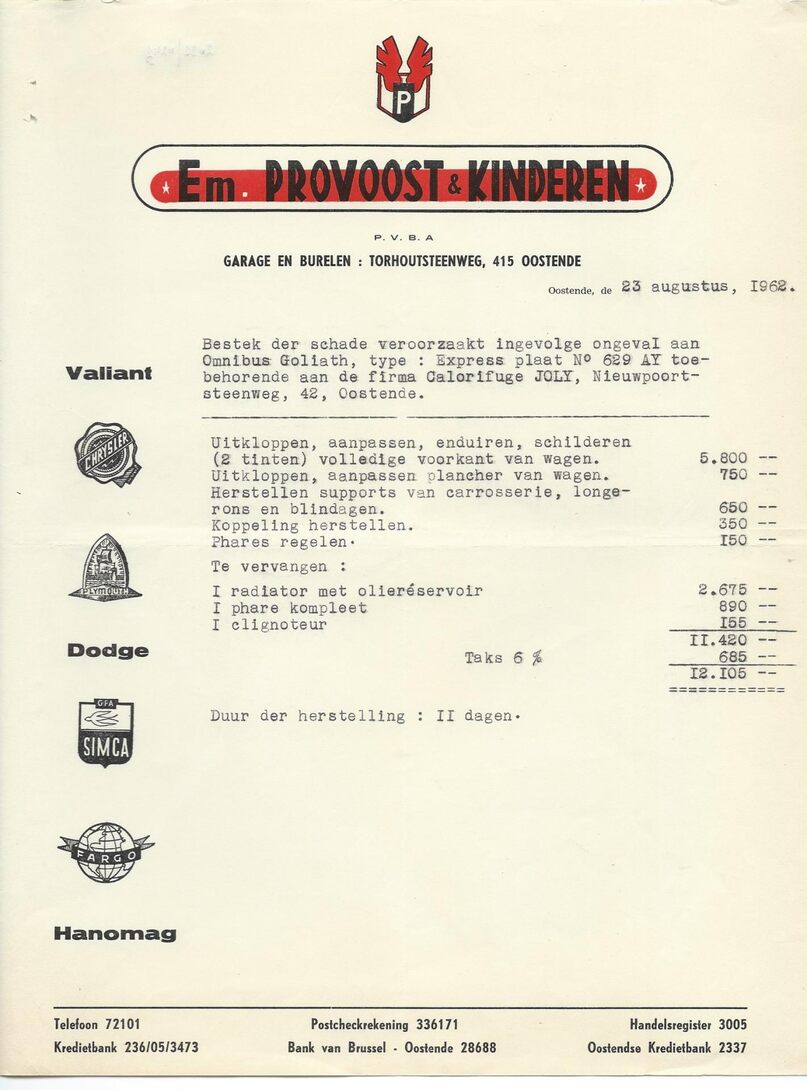 P
Em. PROVOOST & KINDEREN
P. V. B. A
GARAGE EN BURELEN : TORHOUTSTEENWEG, 415 OOSTENDE
Oostende, de 23 augustus, I962.
Bestek der schade veroorzaakt ingevolge ongeval aan
Omnibus Goliath, type : Express plaat Nº 629 AY toe-
behorende aan de firma Calorifuge JOLY, Nieuwpoort-
steenweg, 42, Oostende.
Valiant
CHRYSLER
PLYMOUTH
Dodge
GFA
SIMCA
FARGO
Hanomag
Uitkloppen, aanpassen, enduiren, schilderen
(2 tinten) volledige voorkant van wagen. 5.800 --
Uitkloppen, aanpassen plancher van wagen. 750 --
Herstellen supports van carrosserie, longe-
rons en blindagen. 650 --
Koppeling herstellen. 350 --
Phares regelen. I50 --
Te vervangen :
I radiator met olieréservoir 2.675 --
I phare kompleet 890 --
I clignoteur I55 --
II.420 --
Taks 6 % 685 --
I2.I05 --
============
Duur der herstelling : II dagen.
Telefoon 72101 Postcheckrekening 336171 Handelsregister 3005
Kredietbank 236/05/3473 Bank van Brussel - Oostende 28688 Oostendse Kredietbank 2337